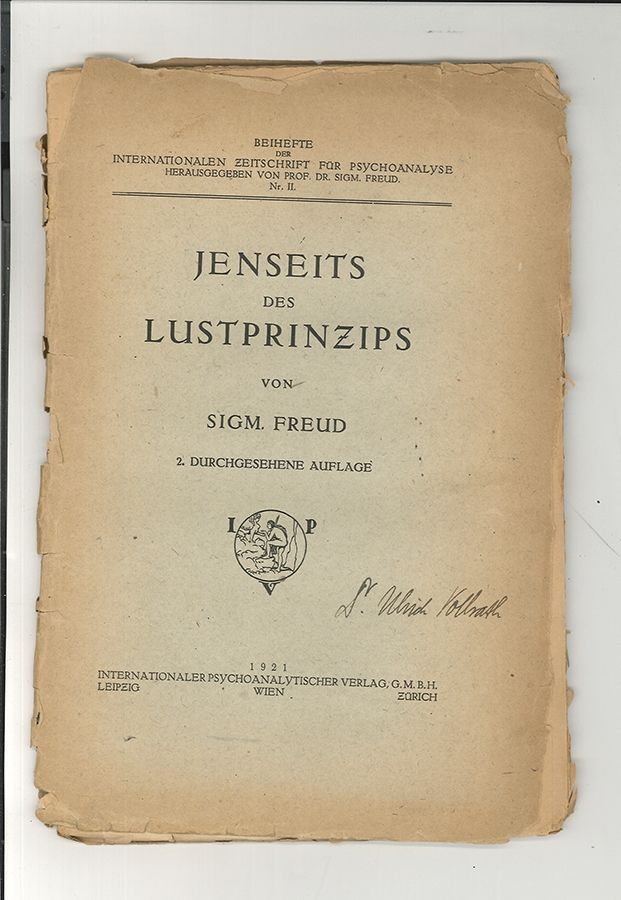 BEIHEFTE
DER
INTERNATIONALEN ZEITSCHRIFT FÜR PSYCHOANALYSE
HERAUSGEGEBEN VON PROF. DR. SIGM. FREUD.
Nr. II.
JENSEITS
DES
LUSTPRINZIPS
VON
SIGM. FREUD
2. DURCHGESEHENE AUFLAGE
I P
V
Dr. Ulrich Vollrath
1921
INTERNATIONALER PSYCHOANALYTISCHER VERLAG, G. M. B. H.
LEIPZIG WIEN ZÜRICH